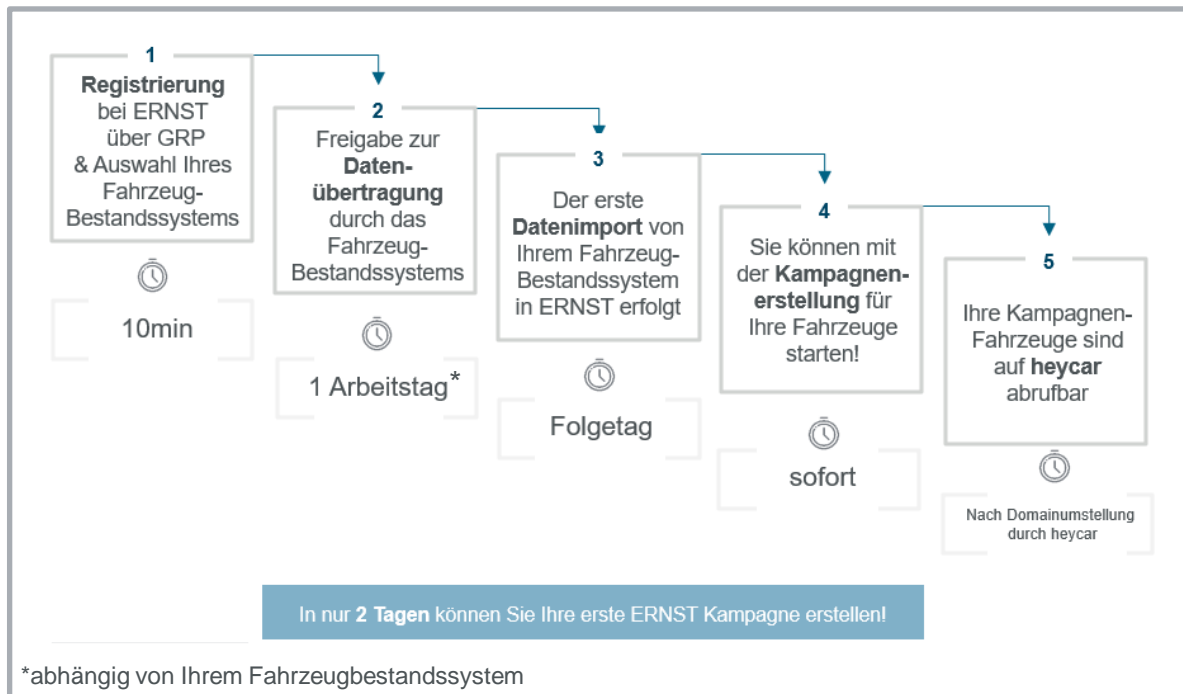 1
Registrierung
bei ERNST
über GRP
& Auswahl Ihres
Fahrzeug-
Bestandssystems
10min
2
Freigabe zur
Daten-
übertragung
durch das
Fahrzeug-
Bestandssystems
1 Arbeitstag*
3
Der erste
Datenimport von
Ihrem Fahrzeug-
Bestandssystem
in ERNST erfolgt
Folgetag
4
Sie können mit
der Kampagnen-
erstellung für
Ihre Fahrzeuge
starten!
sofort
5
Ihre Kampagnen-
Fahrzeuge sind
auf heycar
abrufbar
Nach Domainumstellung
durch heycar
In nur 2 Tagen können Sie Ihre erste ERNST Kampagne erstellen!
*abhängig von Ihrem Fahrzeugbestandssystem